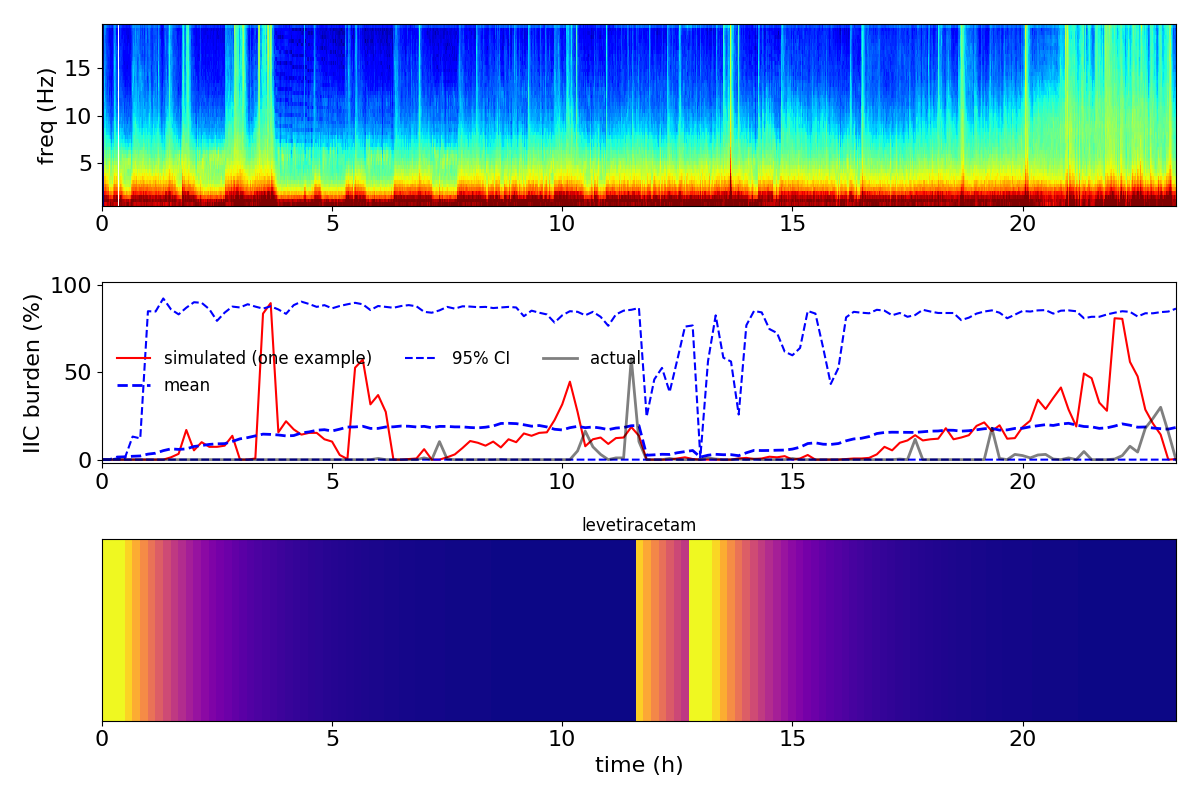 freq (Hz)
15
10
5
0 5 10 15 20
IIC burden (%)
100
50
0
simulated (one example) 95% CI actual
mean
0 5 10 15 20
levetiracetam
0 5 10 15 20
time (h)